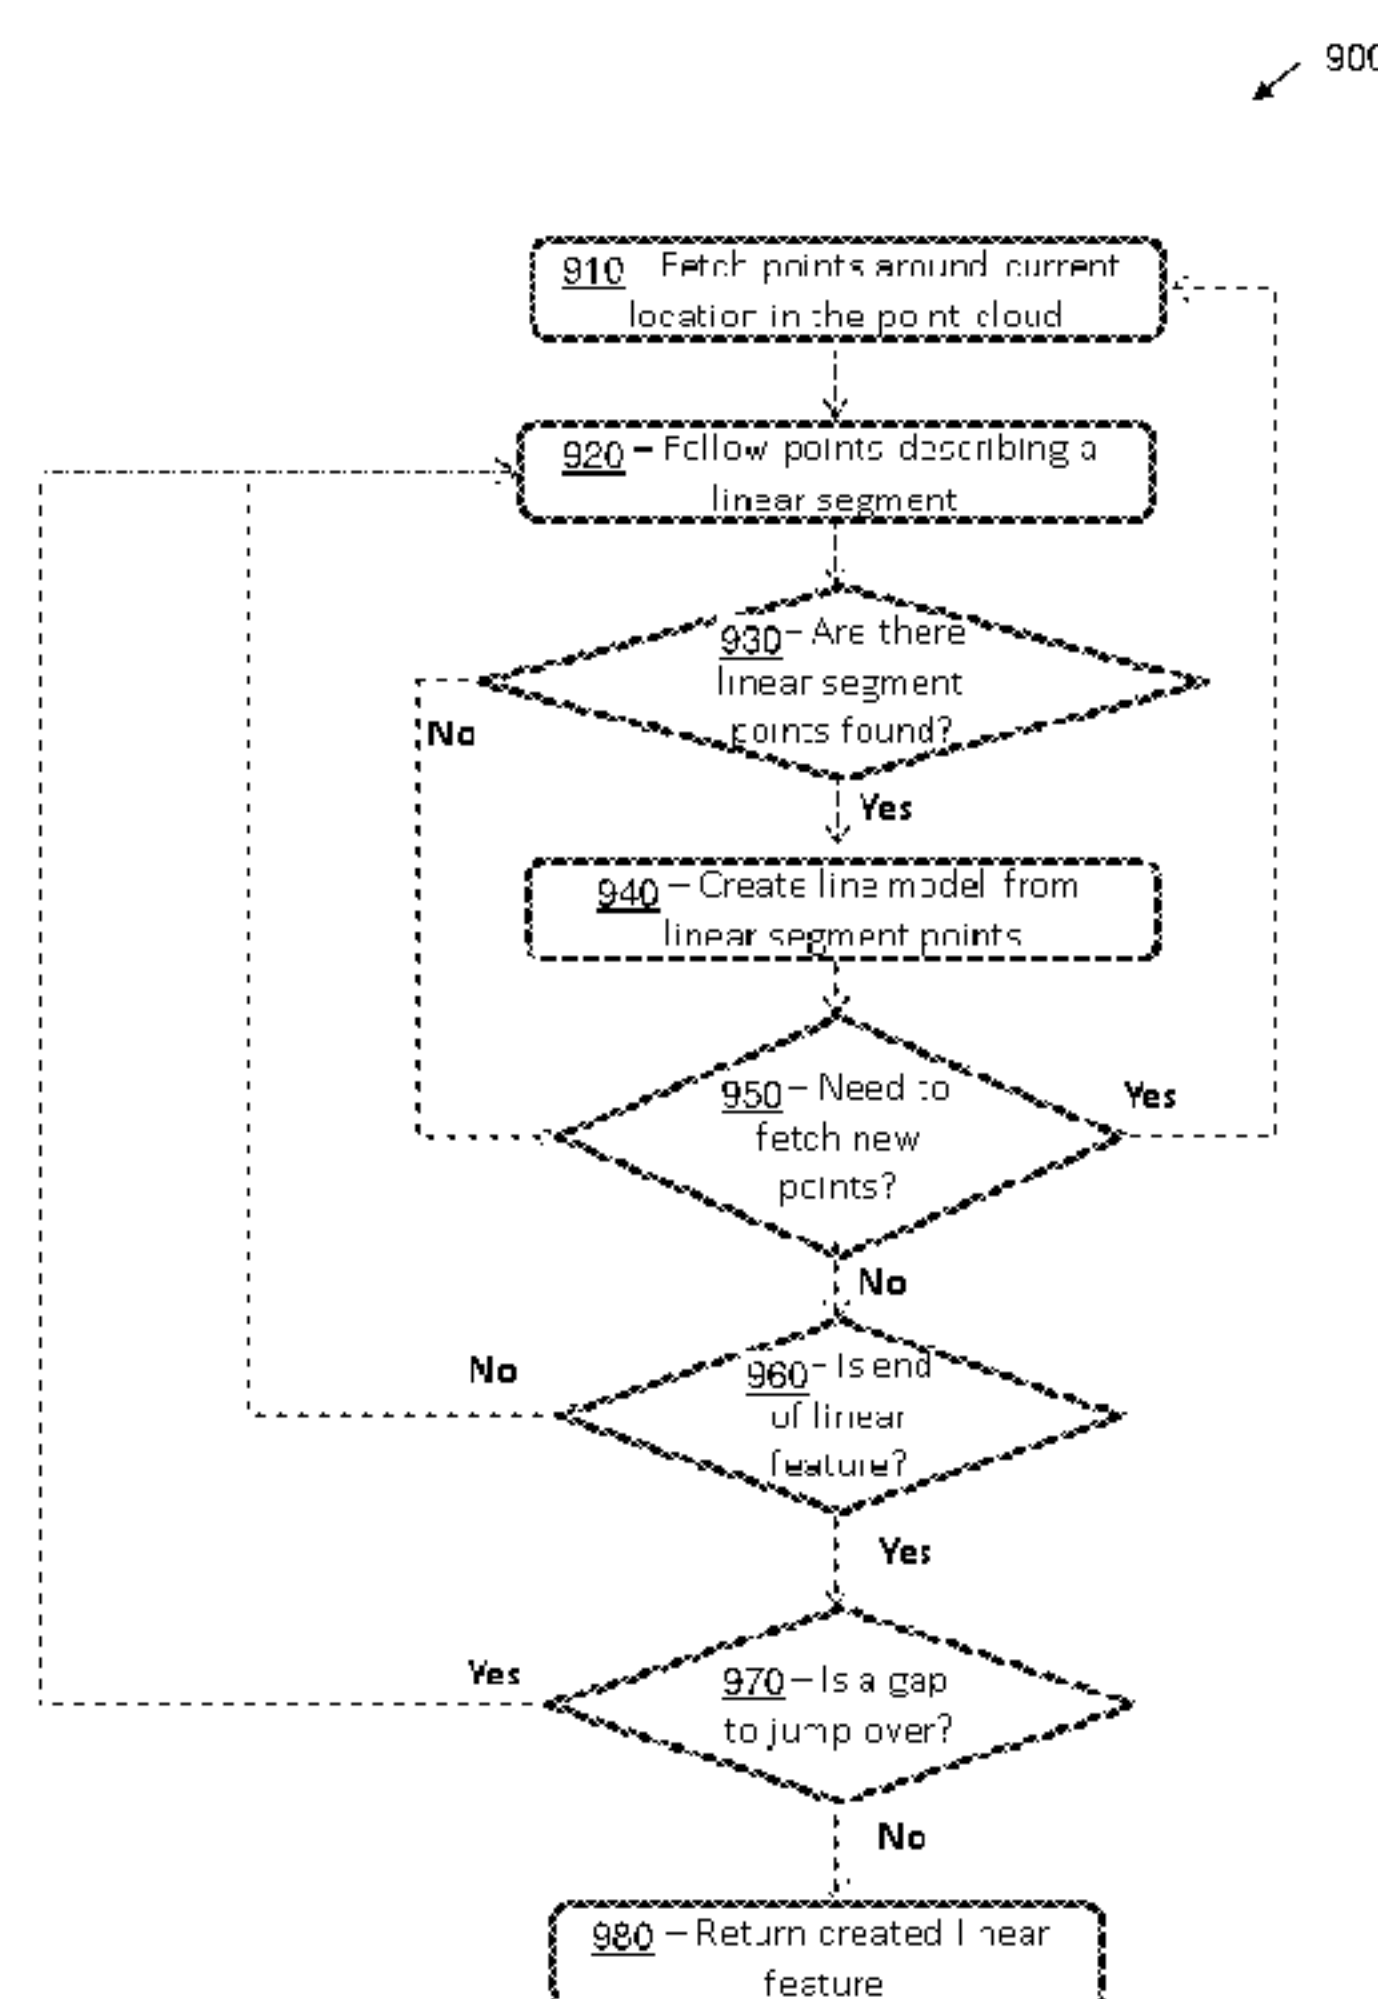 900
910 Fetch points around current
location in the point cloud
920 – Follow points describing a
linear segment
930 – Are there
linear segment
points found?
No
Yes
940 – Create line model from
linear segment points
950 – Need to
fetch new
points?
Yes
No
960 – Is end
of linear
feature?
No
Yes
970 – Is a gap
to jump over?
Yes
No
980 – Return created linear
feature